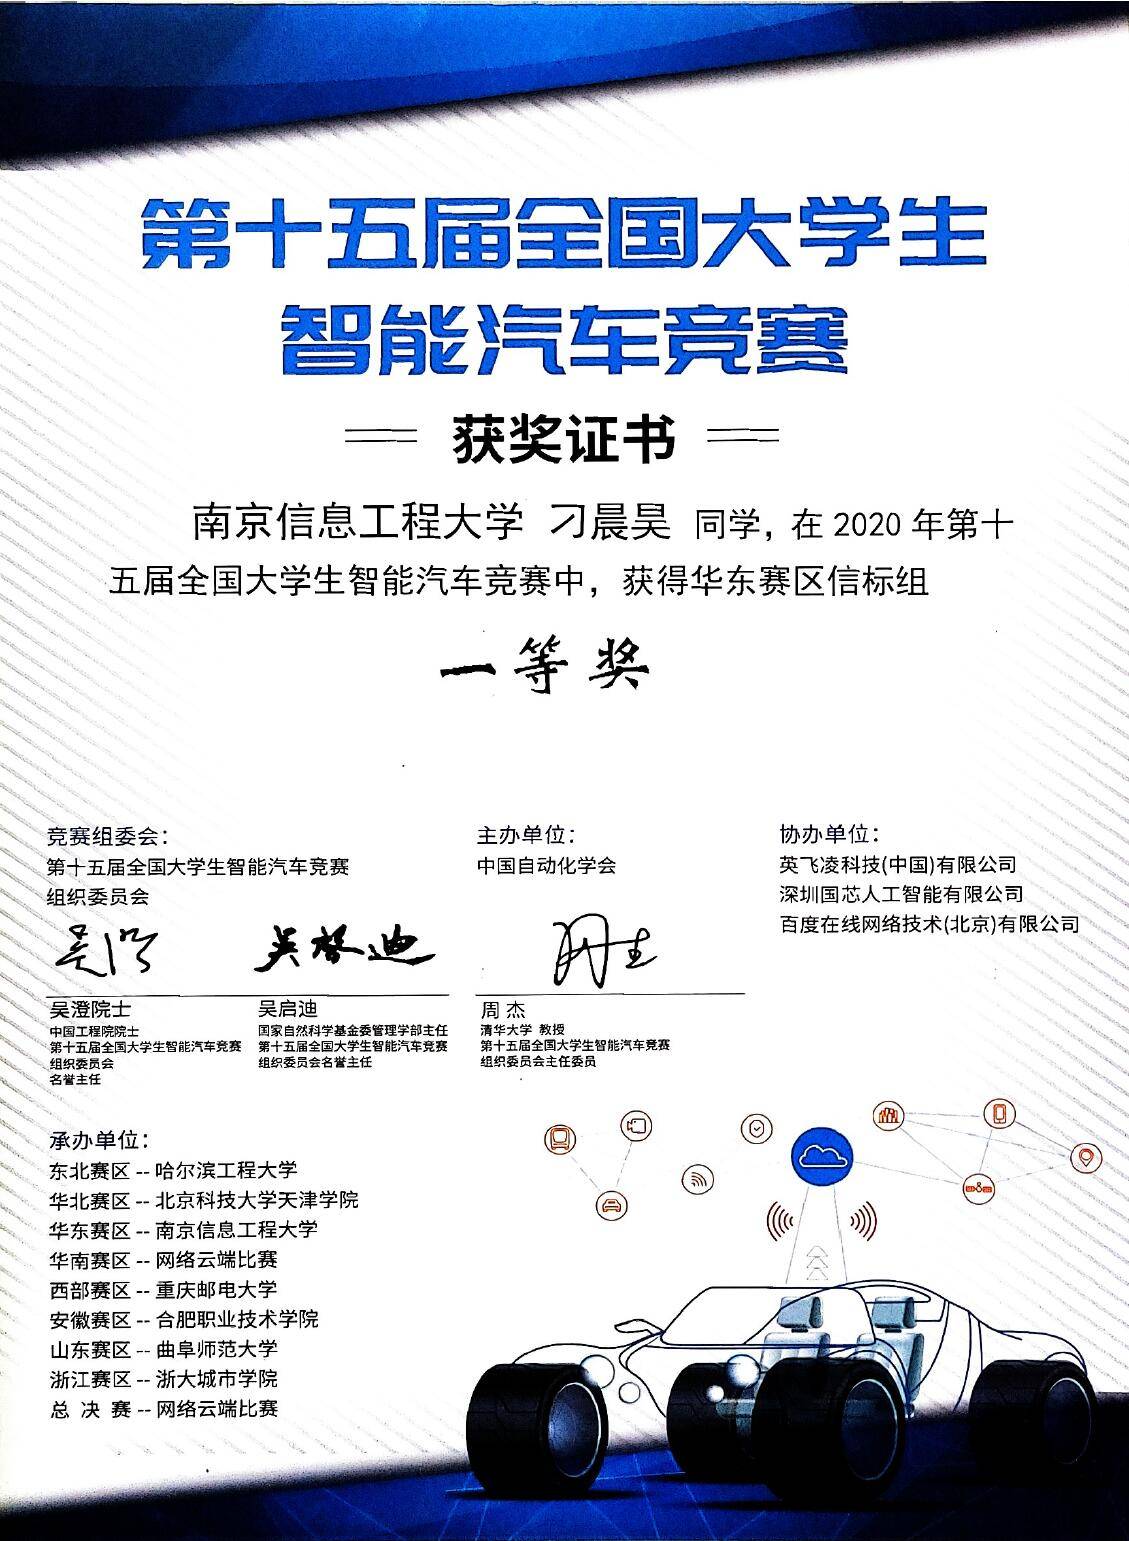 第十五届全国大学生
智能汽车竞赛
获奖证书
南京信息工程大学 刁晨昊 同学，在 2020 年第十
五届全国大学生智能汽车竞赛中，获得华东赛区信标组
一等奖
竞赛组委会：
第十五届全国大学生智能汽车竞赛
组织委员会
主办单位：
中国自动化学会
协办单位：
英飞凌科技(中国)有限公司
深圳国芯人工智能有限公司
百度在线网络技术(北京)有限公司
吴澄
吴启迪
周杰
吴澄院士
中国工程院院士
第十五届全国大学生智能汽车竞赛
组织委员会
名誉主任
吴启迪
国家自然科学基金委管理学部主任
第十五届全国大学生智能汽车竞赛
组织委员会名誉主任
周 杰
清华大学 教授
第十五届全国大学生智能汽车竞赛
组织委员会主任委员
承办单位：
东北赛区 -- 哈尔滨工程大学
华北赛区 -- 北京科技大学天津学院
华东赛区 -- 南京信息工程大学
华南赛区 -- 网络云端比赛
西部赛区 -- 重庆邮电大学
安徽赛区 -- 合肥职业技术学院
山东赛区 -- 曲阜师范大学
浙江赛区 -- 浙大城市学院
总 决 赛 -- 网络云端比赛